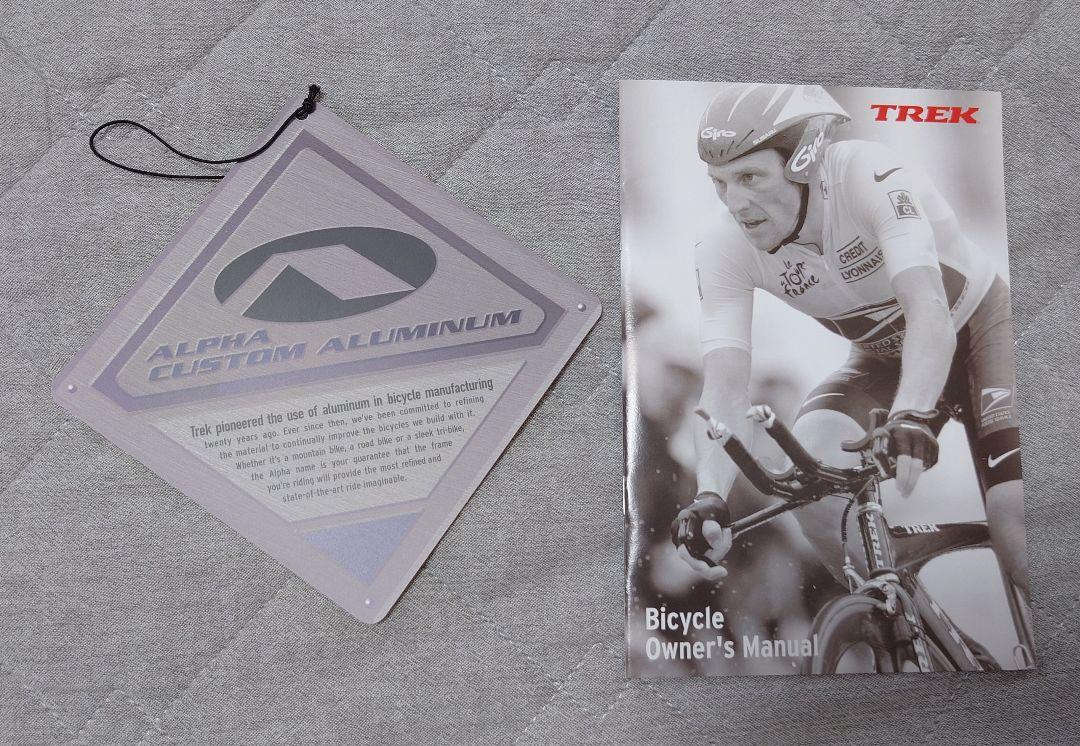 ALPHA
CUSTOM ALUMINUM
Trek pioneered the use of aluminum in bicycle manufacturing
twenty years ago. Ever since then, we've been committed to refining
the material to continually improve the bicycles we build with it.
Whether it's a mountain bike, a road bike or a sleek tri-bike,
the Alpha name is your guarantee that the frame
you're riding will provide the most refined and
state-of-the-art ride imaginable.
TREK
Giro
SUBARU
Giro
CL
CREDIT
LYONNAIS
le
TOUR
de
France
TREK
TREK
Bicycle
Owner's Manual